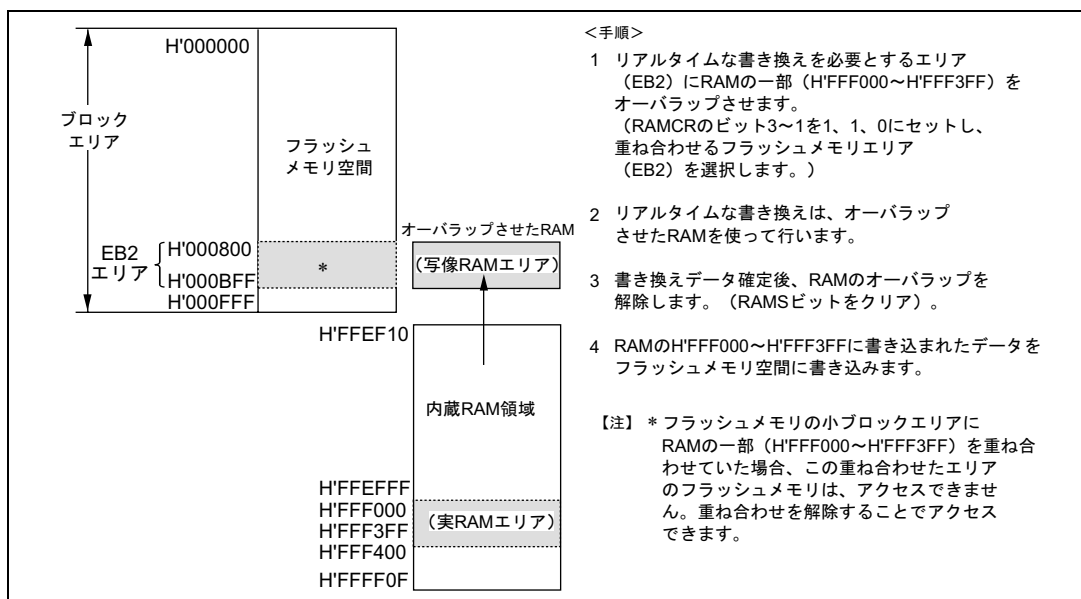 H'000000
ブロック
エリア
フラッシュ
メモリ空間
EB2
エリア
H'000800
H'000BFF
H'000FFF
*
オーバラップさせたRAM
(写像RAMエリア)
H'FFEF10
内蔵RAM領域
H'FFEFFF
H'FFF000
H'FFF3FF
H'FFF400
H'FFFF0F
(実RAMエリア)
<手順>
1 リアルタイムな書き換えを必要とするエリア
(EB2)にRAMの一部(H'FFF000～H'FFF3FF)を
オーバラップさせます。
(RAMCRのビット3～1を1、1、0にセットし、
重ね合わせるフラッシュメモリエリア
(EB2)を選択します。)
2 リアルタイムな書き換えは、オーバラップ
させたRAMを使って行います。
3 書き換えデータ確定後、RAMのオーバラップを
解除します。(RAMSビットをクリア)。
4 RAMのH'FFF000～H'FFF3FFに書き込まれたデータを
フラッシュメモリ空間に書き込みます。
【注】 * フラッシュメモリの小ブロックエリアに
RAMの一部(H'FFF000～H'FFF3FF)を重ね合
わせていた場合、この重ね合わせたエリア
のフラッシュメモリは、アクセスできませ
ん。重ね合わせを解除することでアクセス
できます。